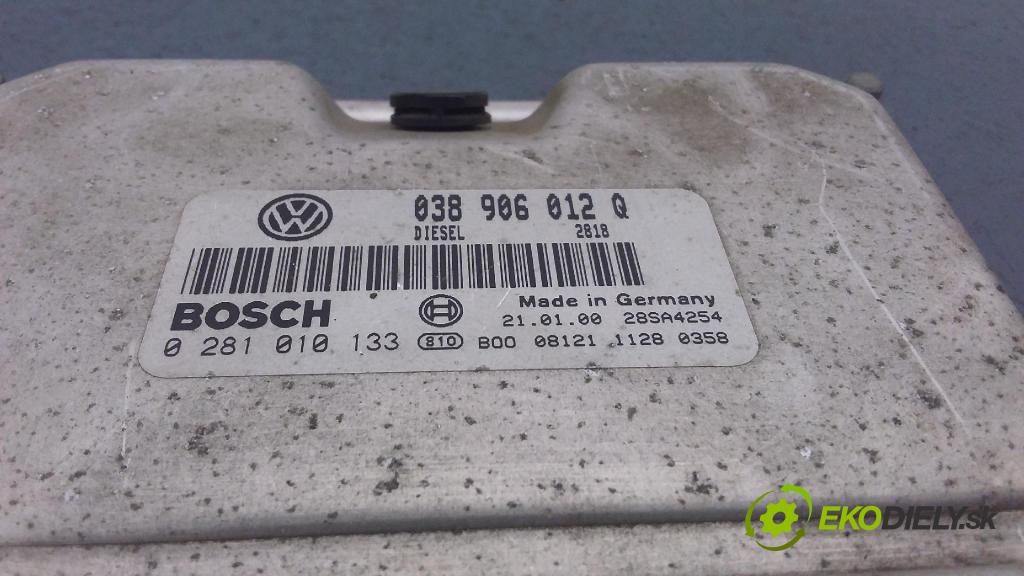 038 906 012 Q
DIESEL 2818
BOSCH
Made in Germany
21.01.00 28SA4254
0 281 010 133 810 B00 08121 1128 0358
EKODIELY.sk